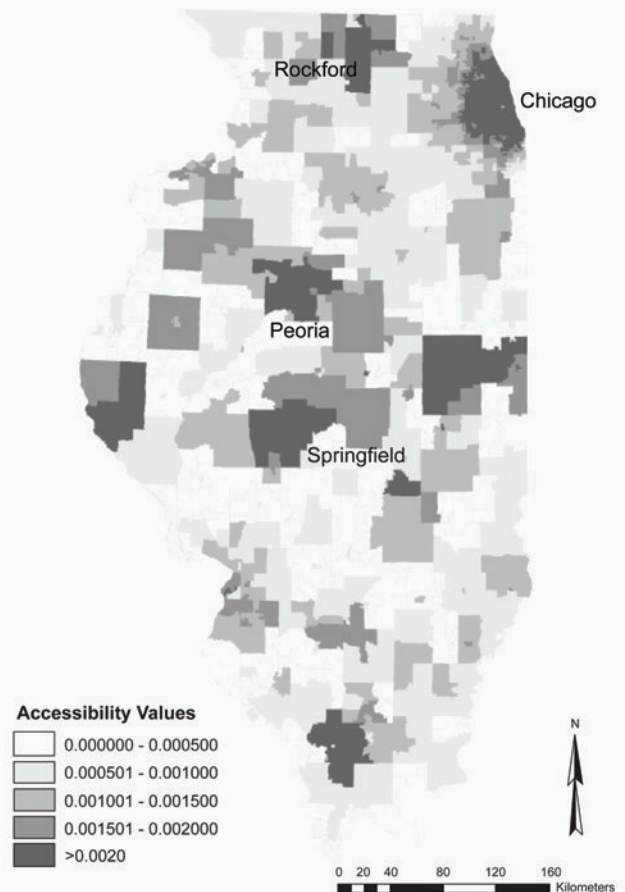 Rockford
Chicago
Peoria
Springfield
Accessibility Values
0.000000 - 0.000500
0.000501 - 0.001000
0.001001 - 0.001500
0.001501 - 0.002000
>0.0020
N
0 20 40 80 120 160
Kilometers